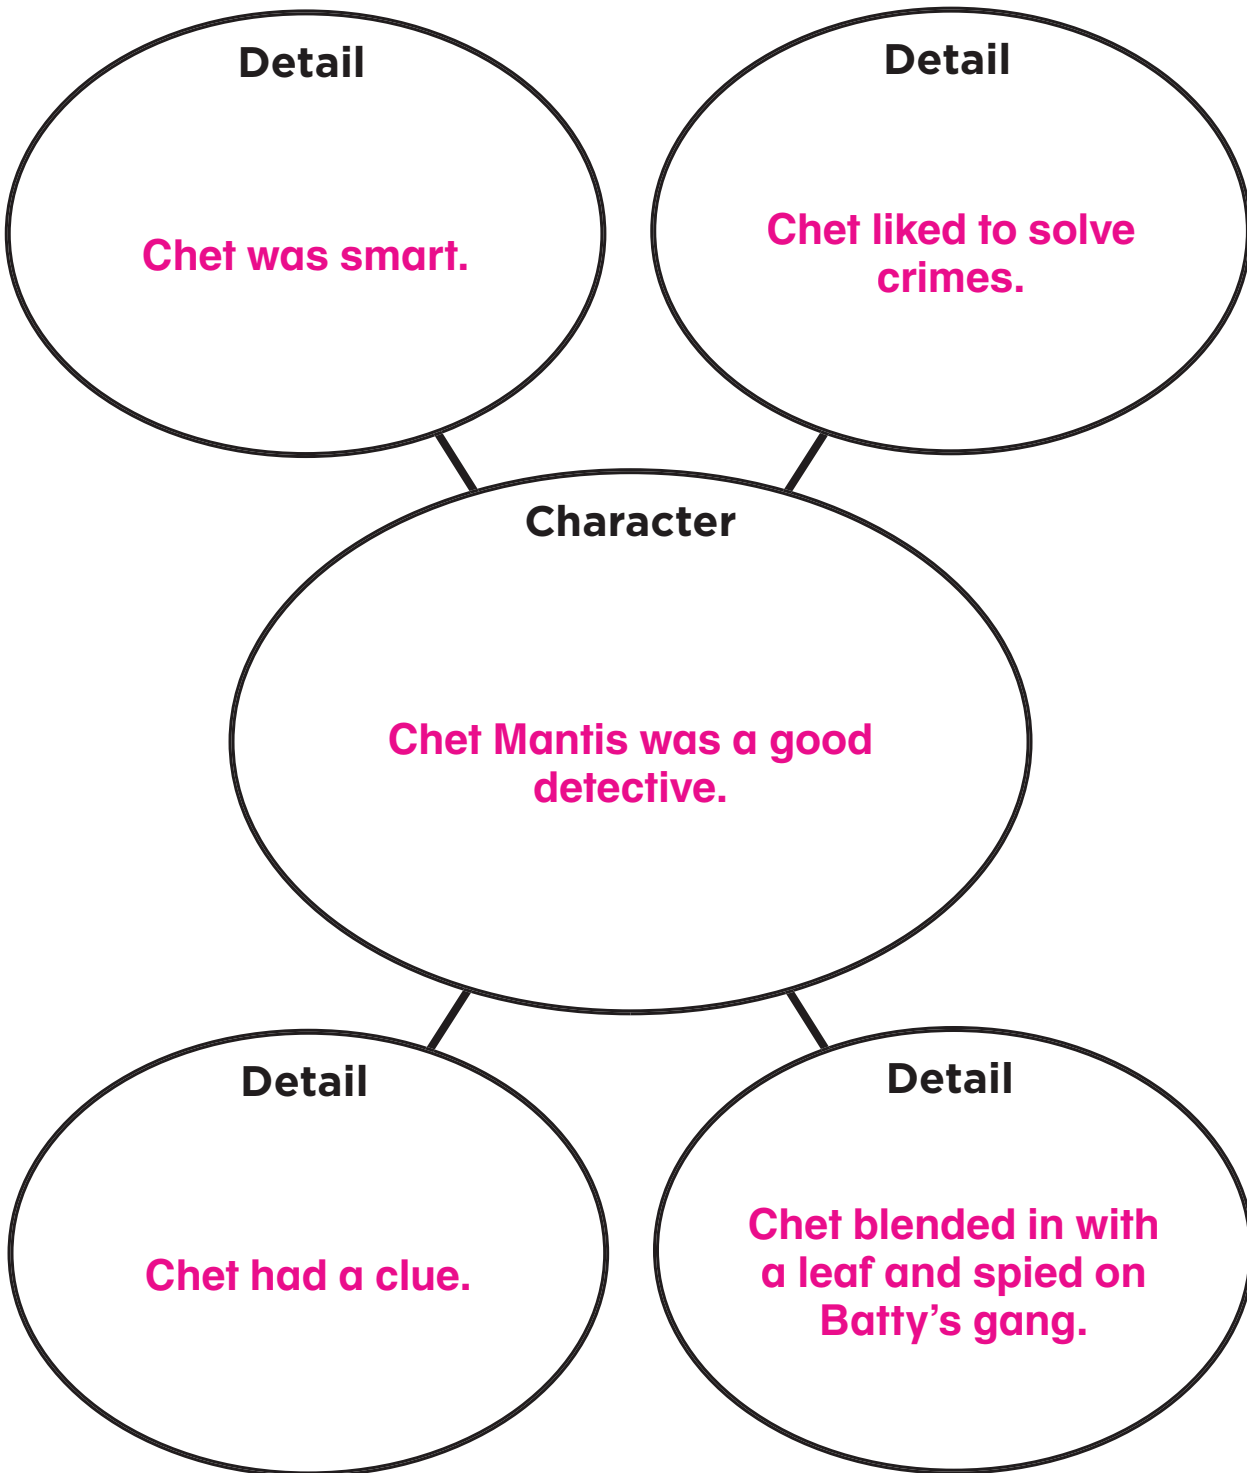 Detail
Chet was smart.
Detail
Chet liked to solve
crimes.
Character
Chet Mantis was a good
detective.
Detail
Chet had a clue.
Detail
Chet blended in with
a leaf and spied on
Batty's gang.